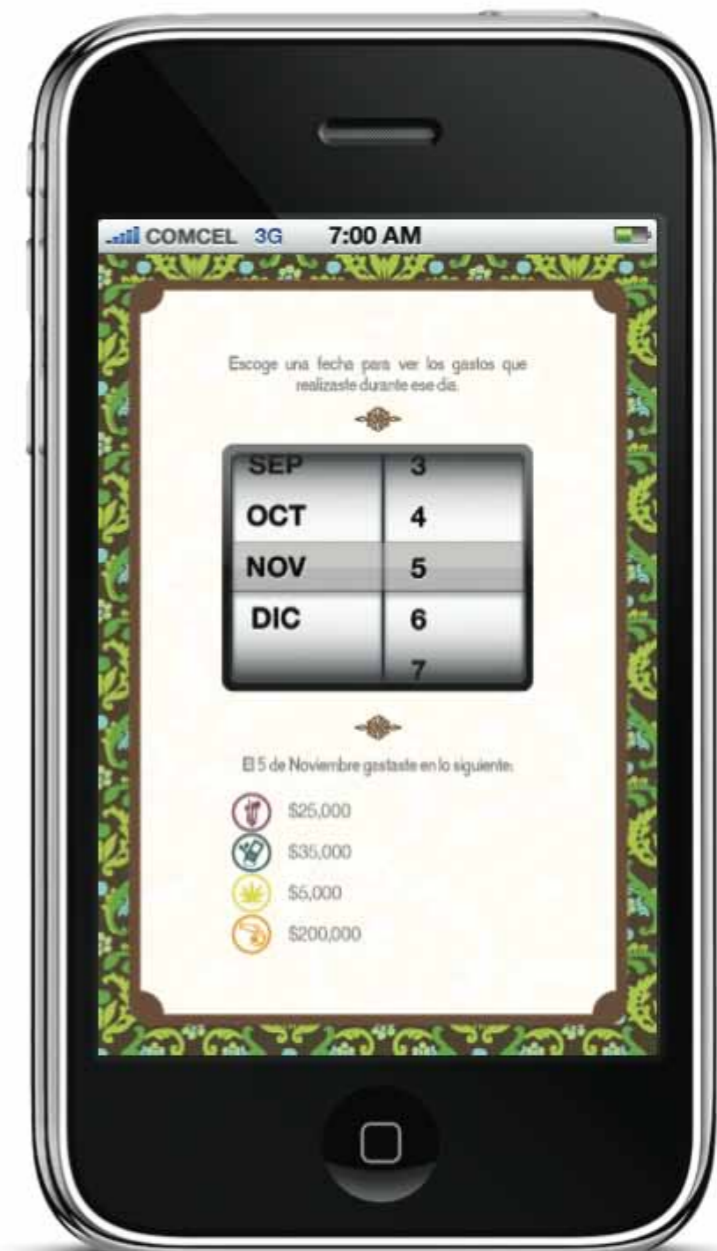 COMCEL 3G 7:00 AM
Escoge una fecha para ver los gastos que
realizaste durante ese dia.
SEP 3
OCT 4
NOV 5
DIC 6
7
El 5 de Noviembre gastaste en lo siguiente:
$25,000
$35,000
$5,000
$200,000